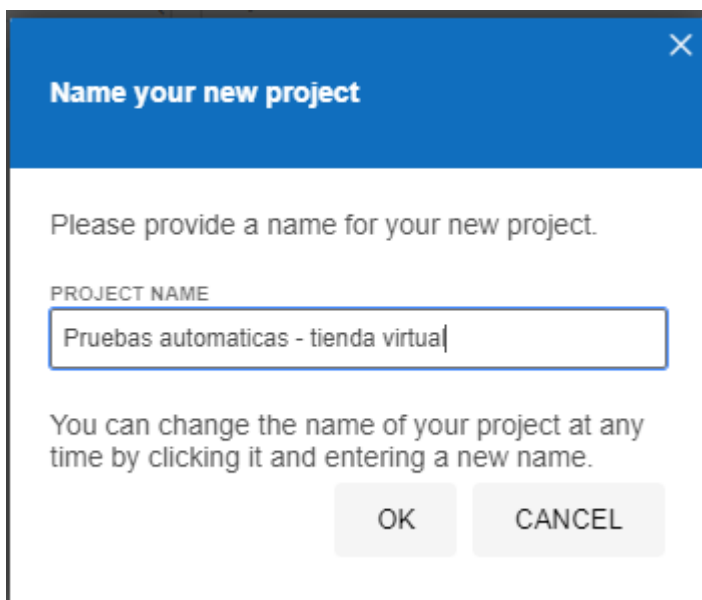 Name your new project
Please provide a name for your new project.
PROJECT NAME
Pruebas automaticas - tienda virtual
You can change the name of your project at any
time by clicking it and entering a new name.
OK
CANCEL